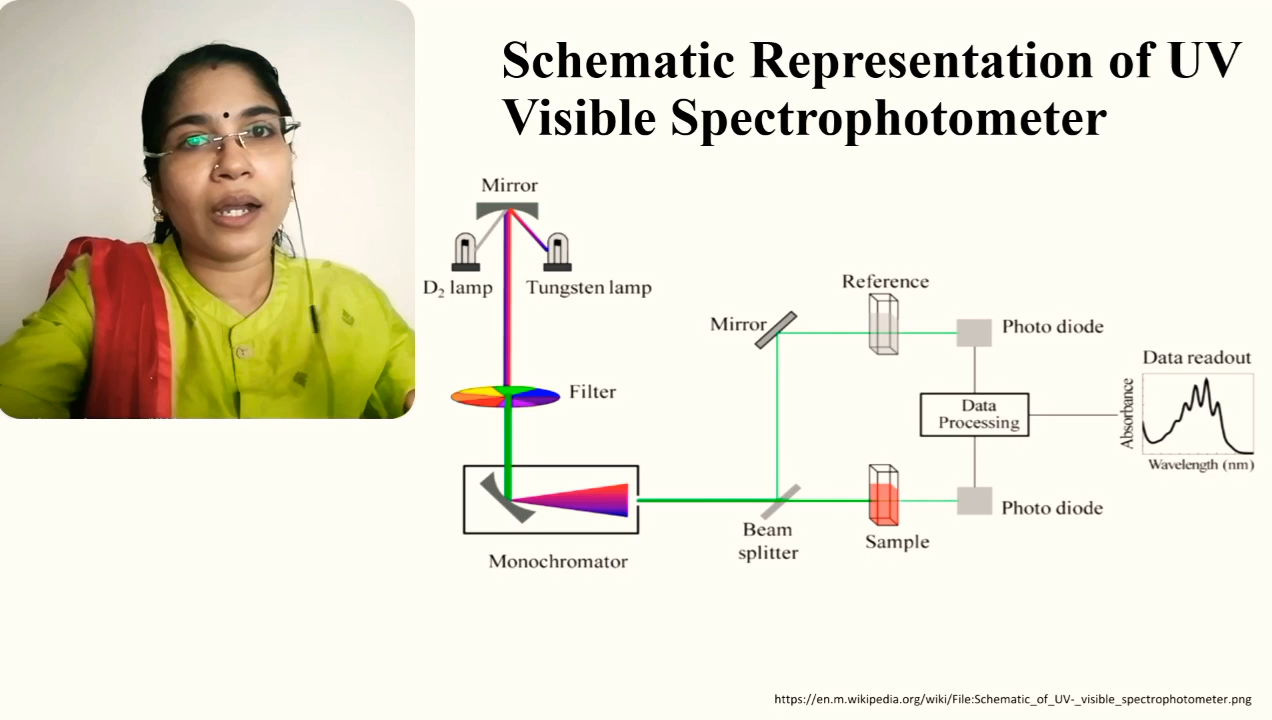 Schematic Representation of UV
Visible Spectrophotometer
Mirror
D₂ lamp
Tungsten lamp
Filter
Monochromator
Mirror
Beam
splitter
Reference
Sample
Photo diode
Data
Processing
Photo diode
Data readout
Absorbance
Wavelength (nm)
https://en.m.wikipedia.org/wiki/File:Schematic_of_UV-_visible_spectrophotometer.png